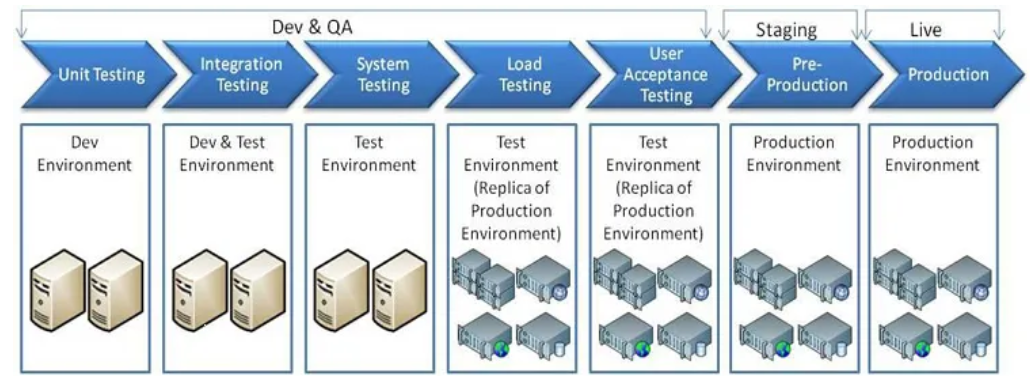 Dev & QA
Staging
Live
Unit Testing
Integration
Testing
System
Testing
Load
Testing
User
Acceptance
Testing
Pre-
Production
Production
Dev
Environment
Dev & Test
Environment
Test
Environment
Test
Environment
(Replica of
Production
Environment)
Test
Environment
(Replica of
Production
Environment)
Production
Environment
Production
Environment